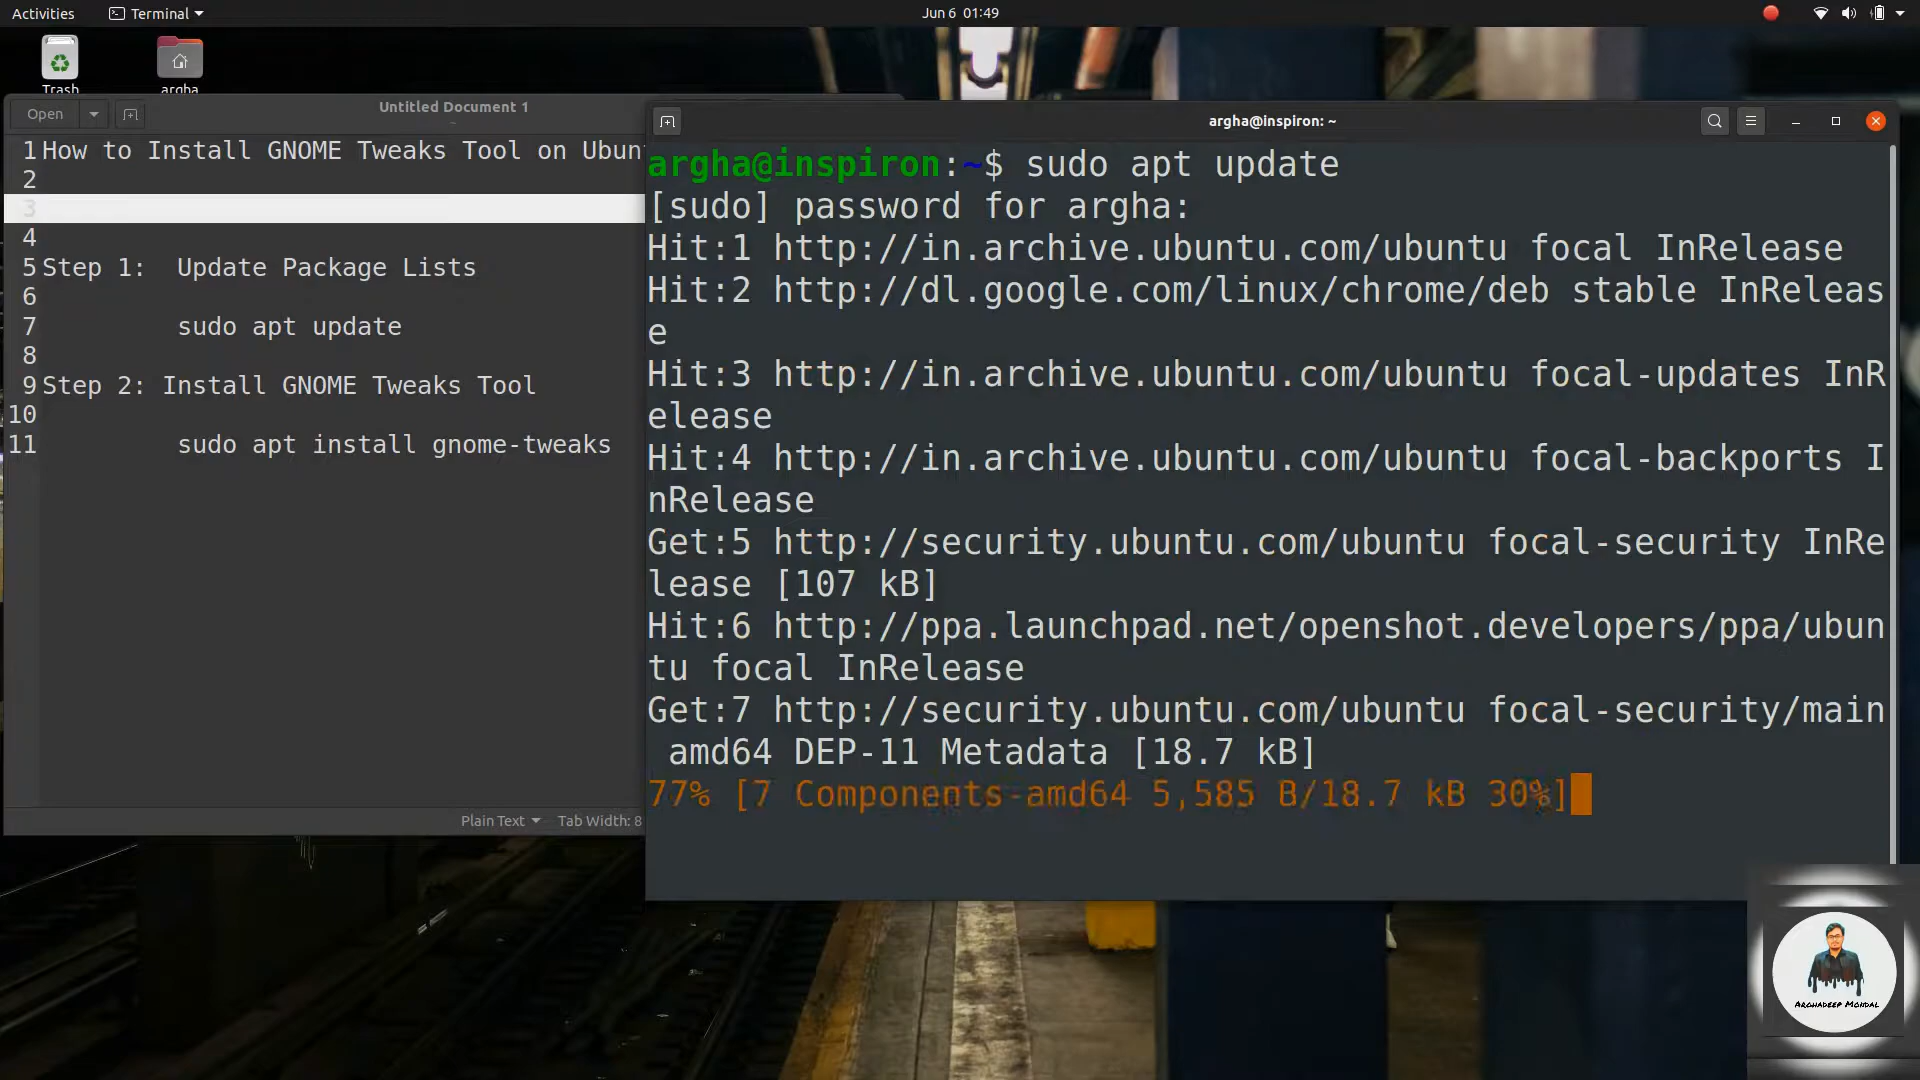 Activities
Terminal
Jun 6 01:49
Trash
argha
Open
Untitled Document 1
1 How to Install GNOME Tweaks Tool on Ubun
2
3
4
5 Step 1:  Update Package Lists
6
7 sudo apt update
8
9 Step 2: Install GNOME Tweaks Tool
10
11 sudo apt install gnome-tweaks
Plain Text
Tab Width: 8
argha@inspiron: ~
argha@inspiron:~$ sudo apt update
[sudo] password for argha:
Hit:1 http://in.archive.ubuntu.com/ubuntu focal InRelease
Hit:2 http://dl.google.com/linux/chrome/deb stable InReleas
e
Hit:3 http://in.archive.ubuntu.com/ubuntu focal-updates InR
elease
Hit:4 http://in.archive.ubuntu.com/ubuntu focal-backports I
nRelease
Get:5 http://security.ubuntu.com/ubuntu focal-security InRe
lease [107 kB]
Hit:6 http://ppa.launchpad.net/openshot.developers/ppa/ubun
tu focal InRelease
Get:7 http://security.ubuntu.com/ubuntu focal-security/main
amd64 DEP-11 Metadata [18.7 kB]
77% [7 Components-amd64 5,585 B/18.7 kB 30%]
Arghadeep Mondal